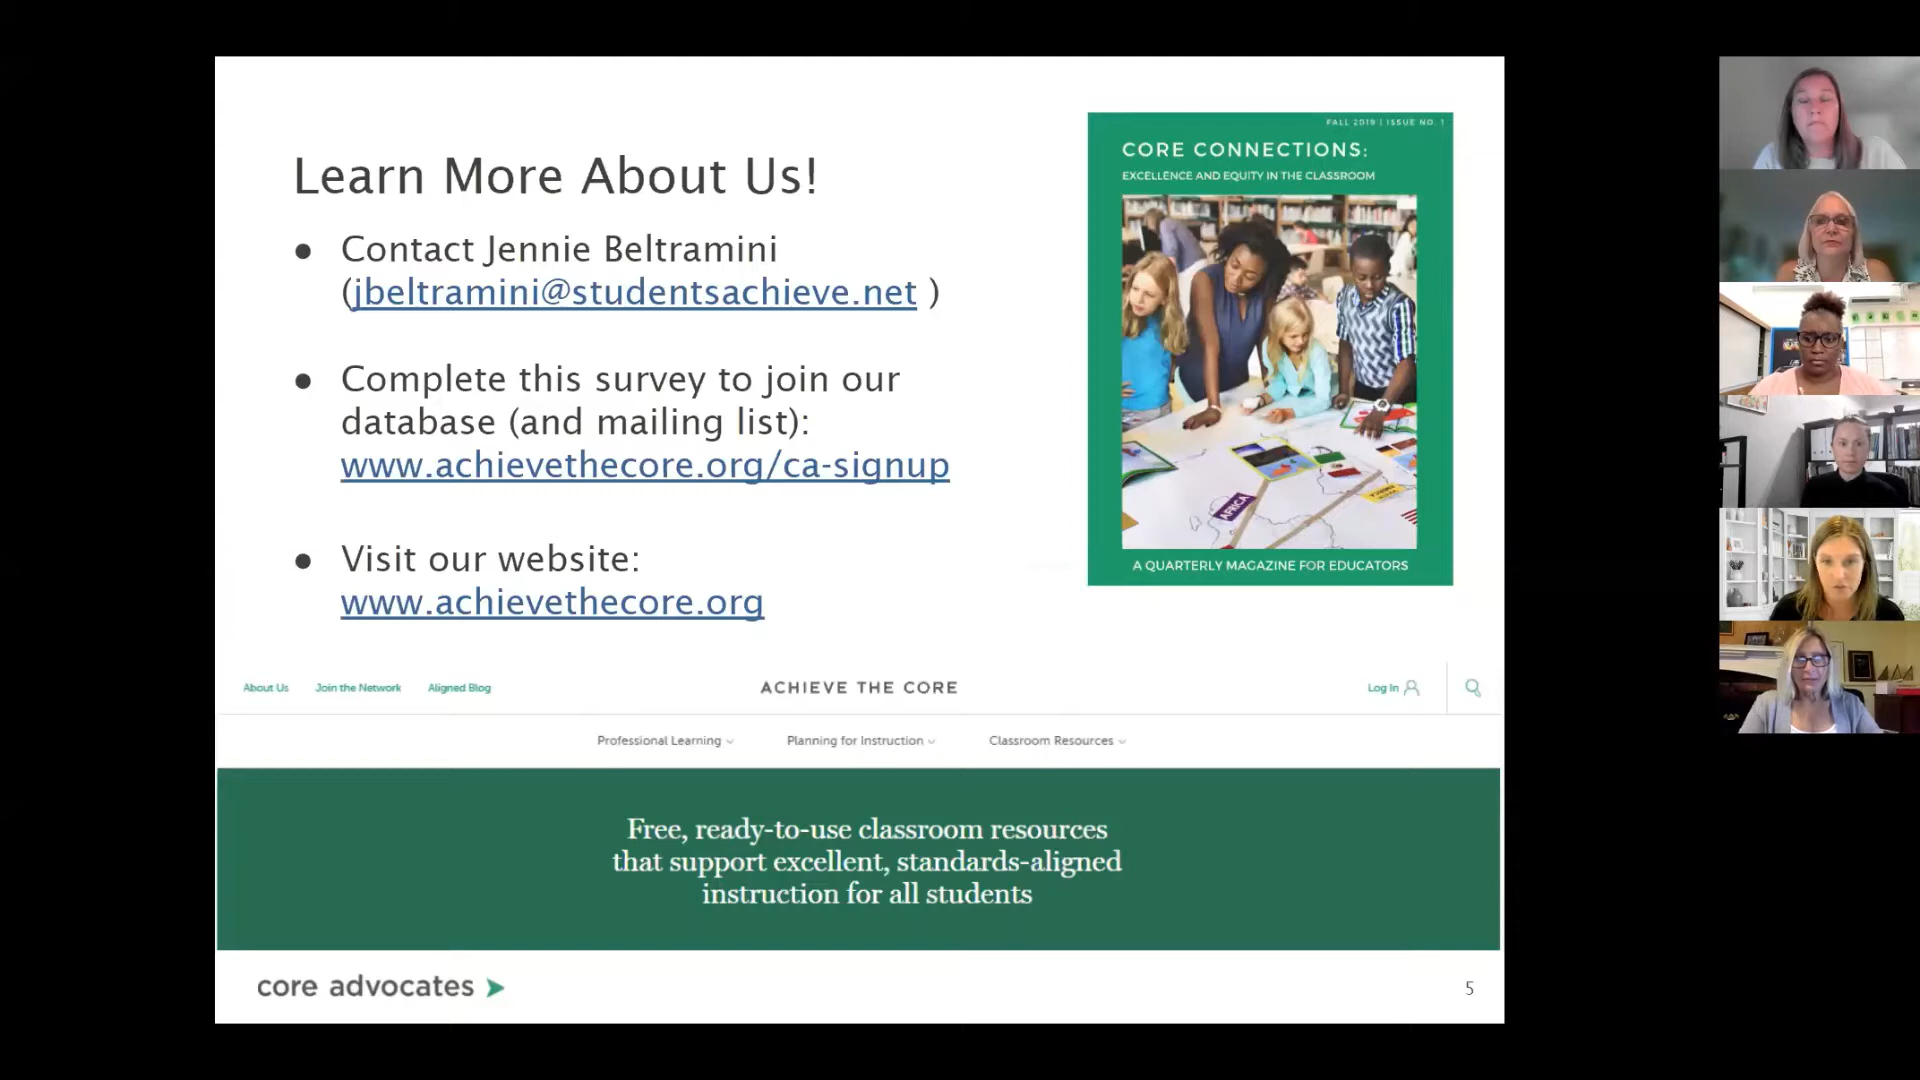 Learn More About Us!
● Contact Jennie Beltramini
(jbeltramini@studentsachieve.net )
● Complete this survey to join our
database (and mailing list):
www.achievethecore.org/ca-signup
● Visit our website:
www.achievethecore.org
FALL 2019 | ISSUE NO. 1
CORE CONNECTIONS:
EXCELLENCE AND EQUITY IN THE CLASSROOM
AFRICA
A QUARTERLY MAGAZINE FOR EDUCATORS
About Us Join the Network Aligned Blog ACHIEVE THE CORE Log In
Professional Learning Planning for Instruction Classroom Resources
Free, ready-to-use classroom resources
that support excellent, standards-aligned
instruction for all students
core advocates
5